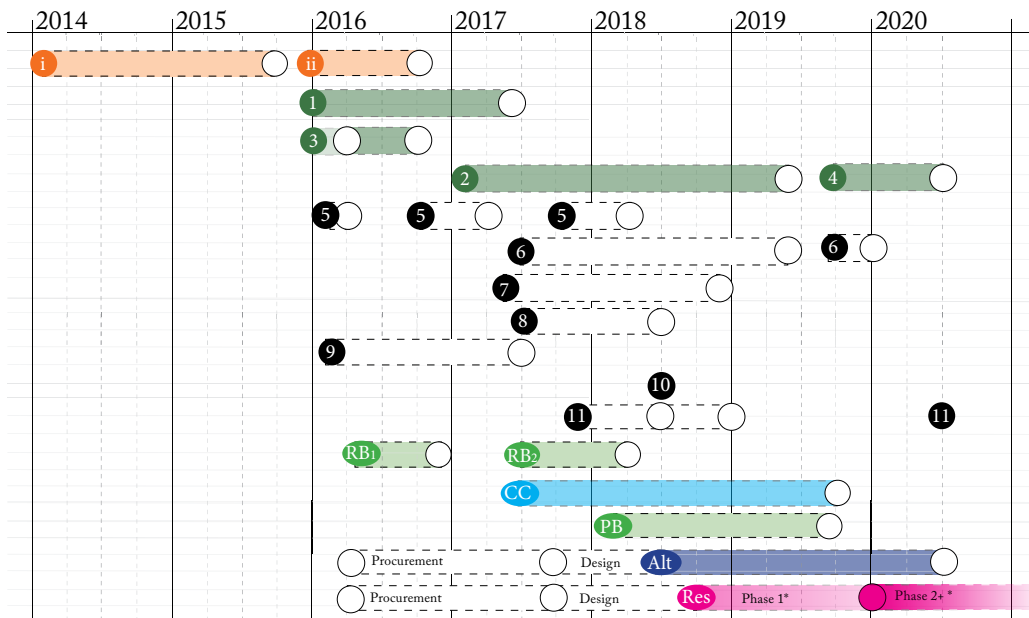 2014 2015 2016 2017 2018 2019 2020
i ii
1
3
2 4
5 5 5
6 6
7
8
9
10
11 11
RB1 RB2
CC
PB
Procurement Design Alt
Procurement Design Res Phase 1* Phase 2+ *